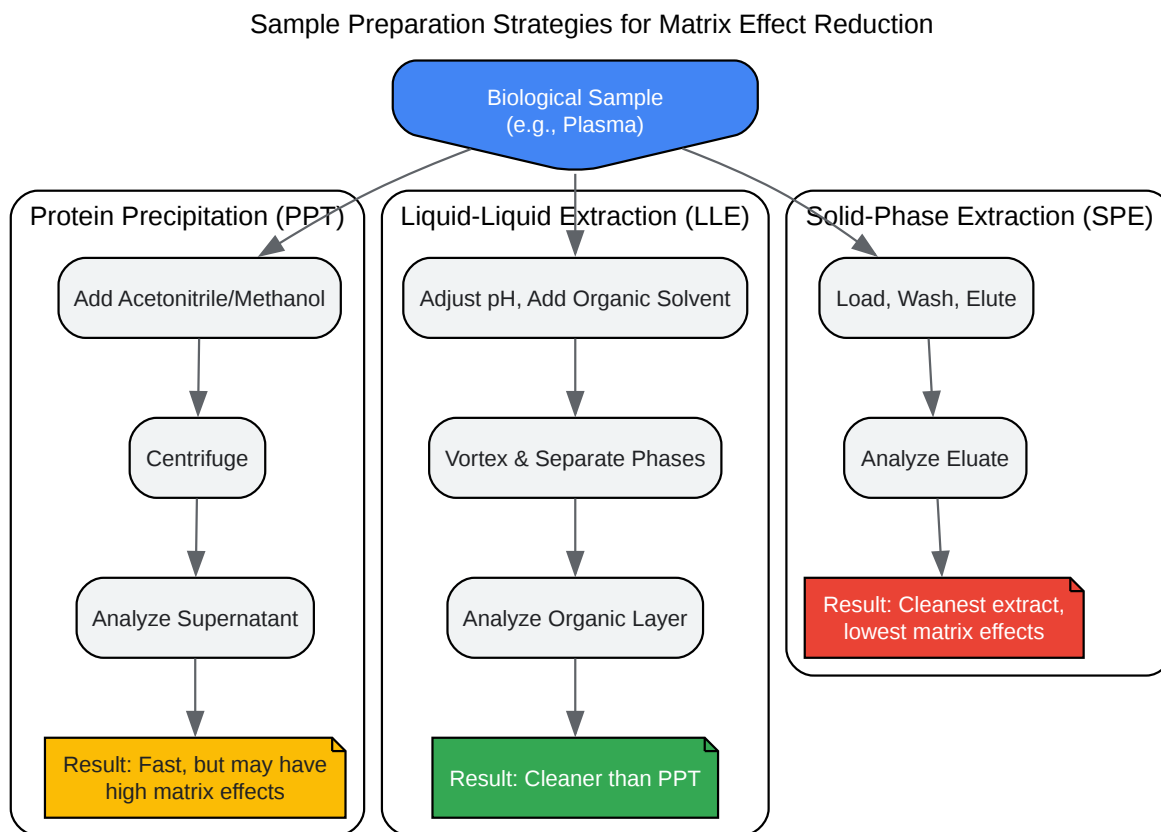 Sample Preparation Strategies for Matrix Effect Reduction
Biological Sample
(e.g., Plasma)
Protein Precipitation (PPT)
Add Acetonitrile/Methanol
Centrifuge
Analyze Supernatant
Result: Fast, but may have
high matrix effects
Liquid-Liquid Extraction (LLE)
Adjust pH, Add Organic Solvent
Vortex & Separate Phases
Analyze Organic Layer
Result: Cleaner than PPT
Solid-Phase Extraction (SPE)
Load, Wash, Elute
Analyze Eluate
Result: Cleanest extract,
lowest matrix effects